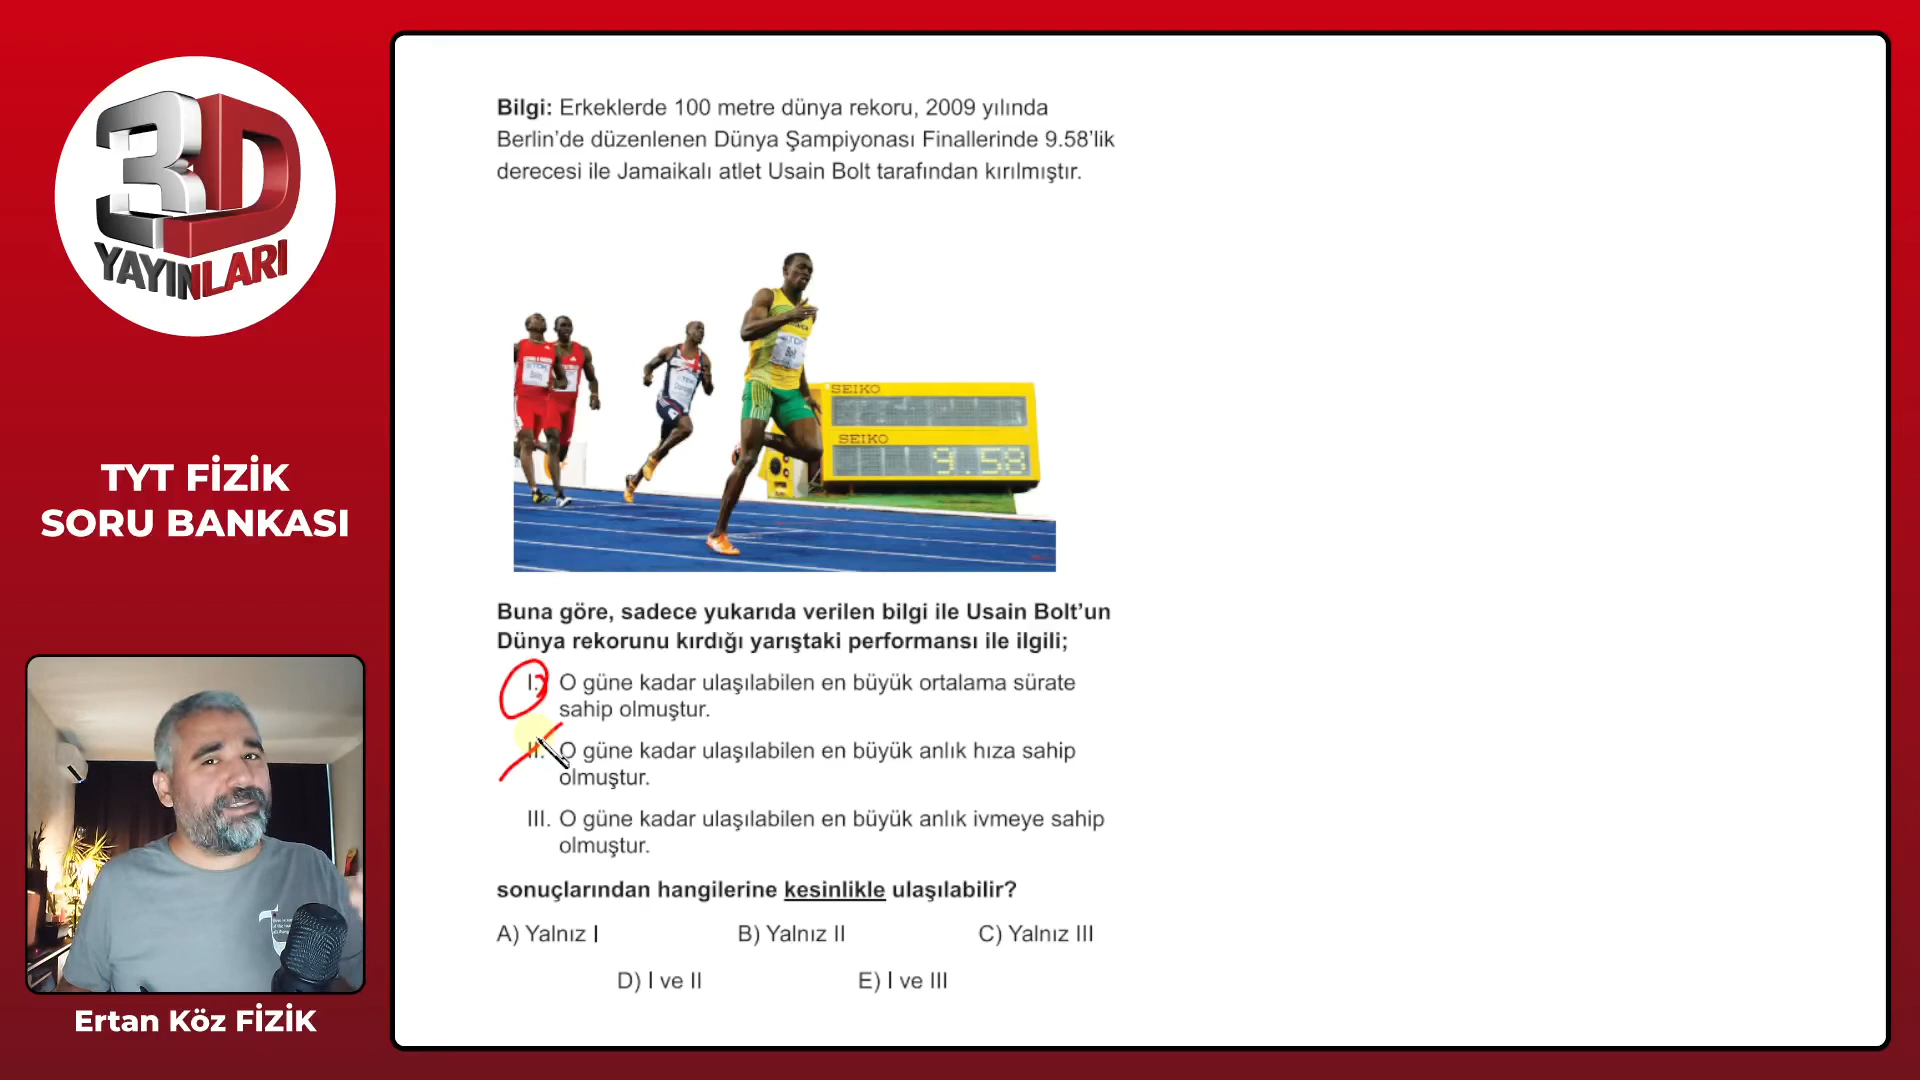 3D
YAYINLARI
TYT FİZİK
SORU BANKASI
Ertan Köz FİZİK
Bilgi: Erkeklerde 100 metre dünya rekoru, 2009 yılında
Berlin’de düzenlenen Dünya Şampiyonası Finallerinde 9.58’lik
derecesi ile Jamaikalı atlet Usain Bolt tarafından kırılmıştır.
SEIKO
SEIKO
9.58
Bolt
Buna göre, sadece yukarıda verilen bilgi ile Usain Bolt’un
Dünya rekorunu kırdığı yarıştaki performansı ile ilgili;
I. O güne kadar ulaşılabilen en büyük ortalama sürate
sahip olmuştur.
II. O güne kadar ulaşılabilen en büyük anlık hıza sahip
olmuştur.
III. O güne kadar ulaşılabilen en büyük anlık ivmeye sahip
olmuştur.
sonuçlarından hangilerine kesinlikle ulaşılabilir?
A) Yalnız I B) Yalnız II C) Yalnız III
D) I ve II E) I ve III